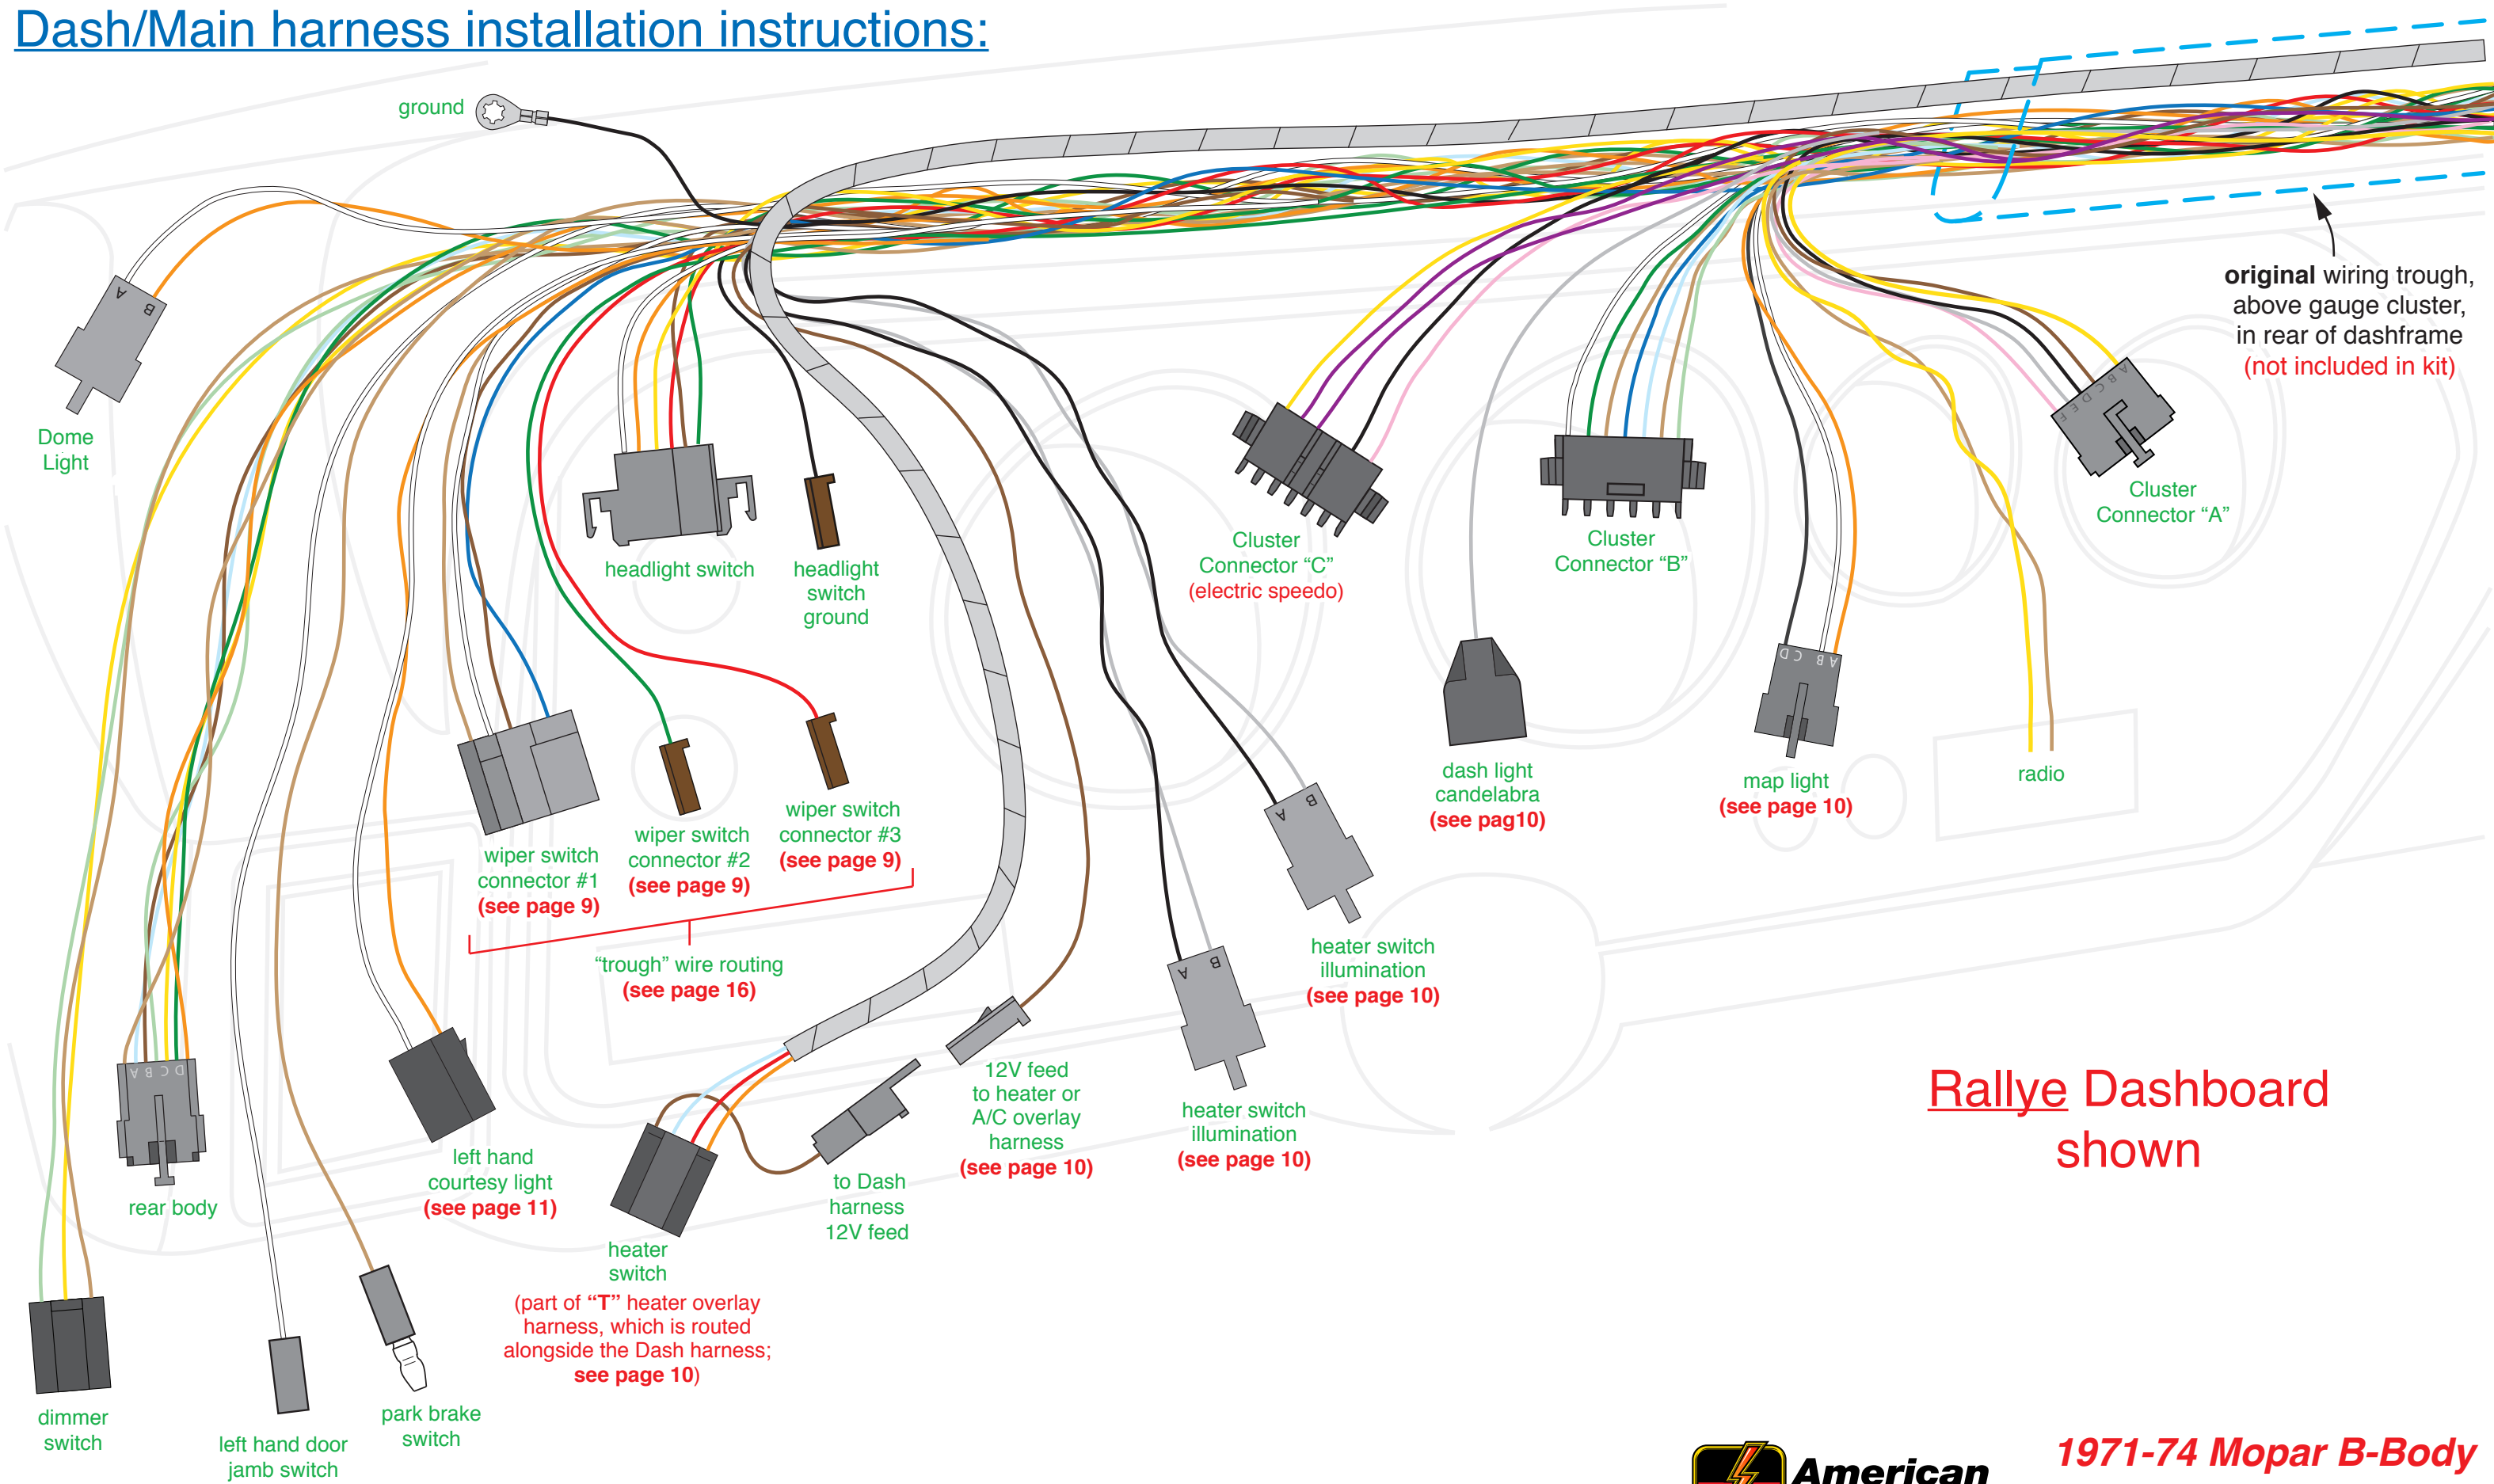 Dash/Main harness installation instructions:
ground
original wiring trough,
above gauge cluster,
in rear of dashframe
(not included in kit)
A
B
Dome
Light
headlight switch
headlight
switch
ground
Cluster
Connector “C”
(electric speedo)
Cluster
Connector “B”
A B C D E F
Cluster
Connector “A”
wiper switch
connector #1
(see page 9)
wiper switch
connector #2
(see page 9)
wiper switch
connector #3
(see page 9)
“trough” wire routing
(see page 16)
dash light
candelabra
(see pag10)
D C B A
map light
(see page 10)
radio
A
B
heater switch
illumination
(see page 10)
A
B
heater switch
illumination
(see page 10)
12V feed
to heater or
A/C overlay
harness
(see page 10)
to Dash
harness
12V feed
A B C D
rear body
left hand
courtesy light
(see page 11)
heater
switch
(part of “T” heater overlay
harness, which is routed
alongside the Dash harness;
see page 10)
dimmer
switch
left hand door
jamb switch
park brake
switch
Rallye Dashboard
shown
American
1971-74 Mopar B-Body